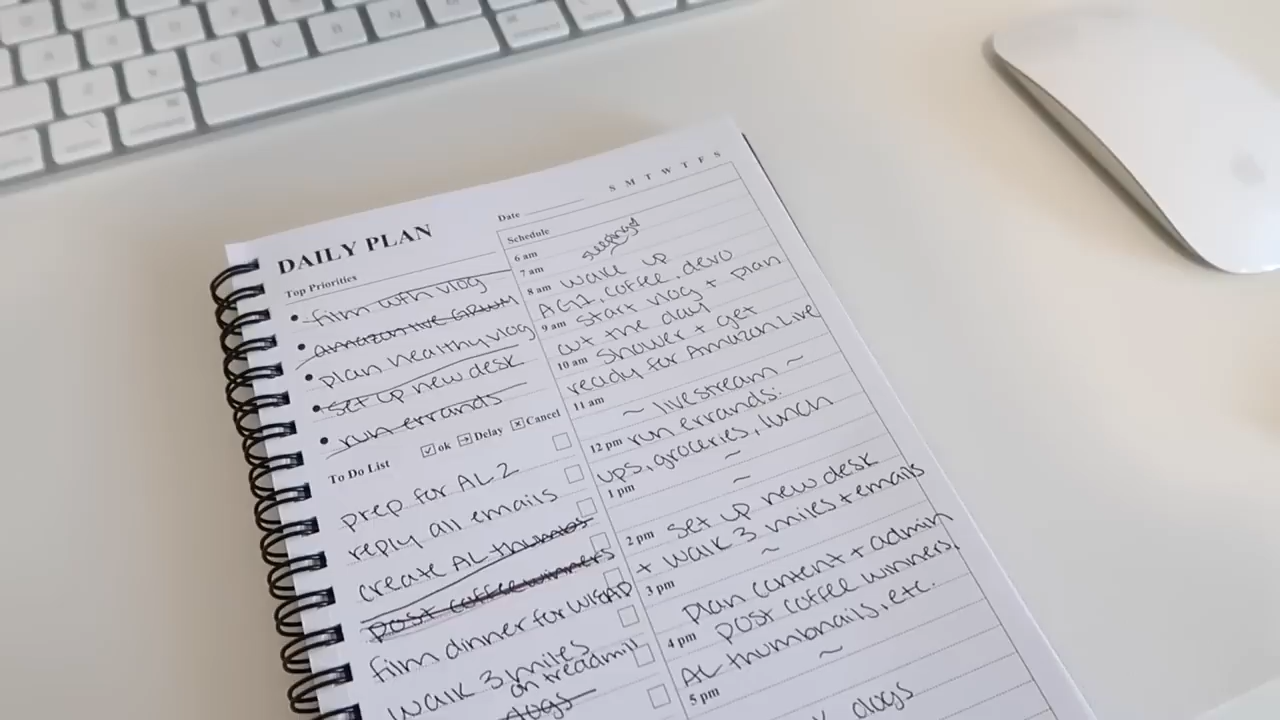 DAILY PLAN
Top Priorities
film wfh vlog
amazon live GRWM
plan healthy vlog
set up new desk
run errands
ok Delay Cancel
To Do List
prep for AL 2
reply all emails
create AL thumbs
post coffee winners
film dinner for
walk 3 miles
on treadmill
dogs
Date
S M T W T F S
Schedule
6 am
7 am
8 am wake up
AG1, coffee, devo
9 am start vlog + plan
out the day
10 am shower + get
ready for Amazon Live
11 am
~ livestream ~
12 pm run errands:
ups, groceries, lunch
~
1 pm
~
2 pm set up new desk
+ walk 3 miles + emails
3 pm
~
plan content + admin
4 pm post coffee winners,
AL thumbnails, etc.
5 pm
~
dogs